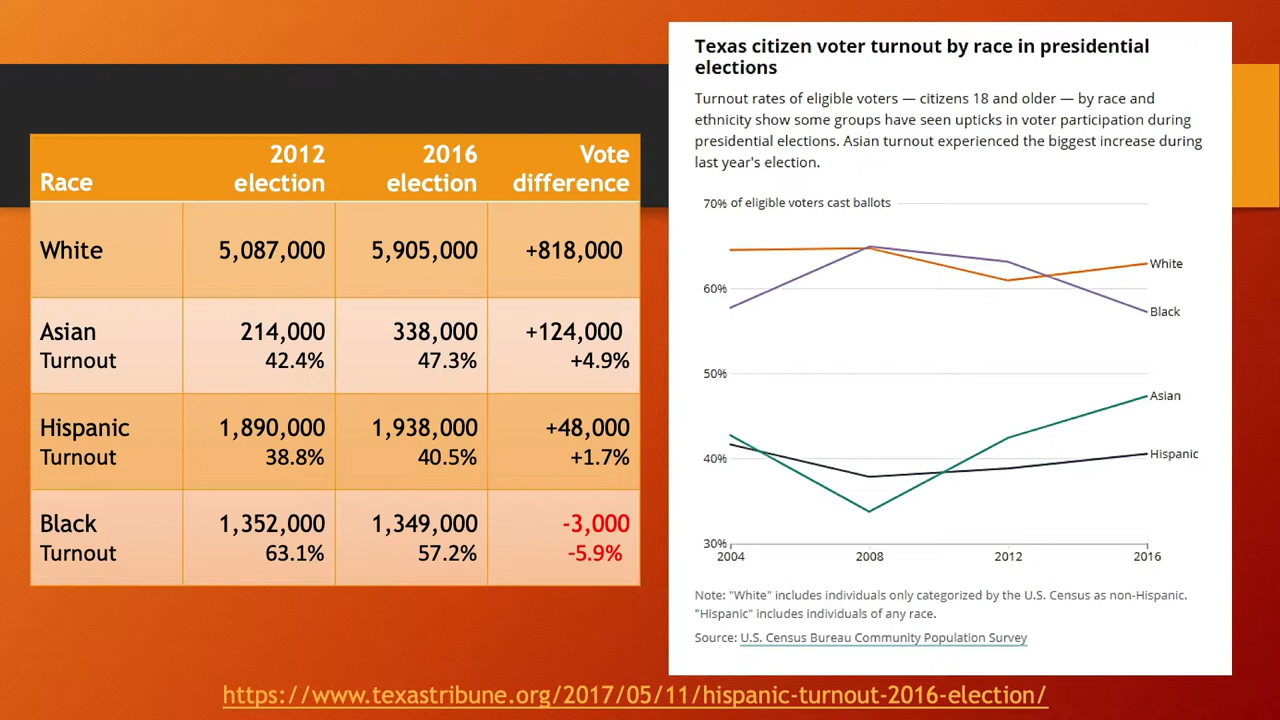 Race 2012 election 2016 election Vote difference
White 5,087,000 5,905,000 +818,000
Asian 214,000 338,000 +124,000
Turnout 42.4% 47.3% +4.9%
Hispanic 1,890,000 1,938,000 +48,000
Turnout 38.8% 40.5% +1.7%
Black 1,352,000 1,349,000 -3,000
Turnout 63.1% 57.2% -5.9%
Texas citizen voter turnout by race in presidential
elections
Turnout rates of eligible voters — citizens 18 and older — by race and
ethnicity show some groups have seen upticks in voter participation during
presidential elections. Asian turnout experienced the biggest increase during
last year's election.
70% of eligible voters cast ballots
White
60%
Black
50%
Asian
40%
Hispanic
30%
2004 2008 2012 2016
Note: "White" includes individuals only categorized by the U.S. Census as non-Hispanic.
"Hispanic" includes individuals of any race.
Source: U.S. Census Bureau Community Population Survey
https://www.texastribune.org/2017/05/11/hispanic-turnout-2016-election/